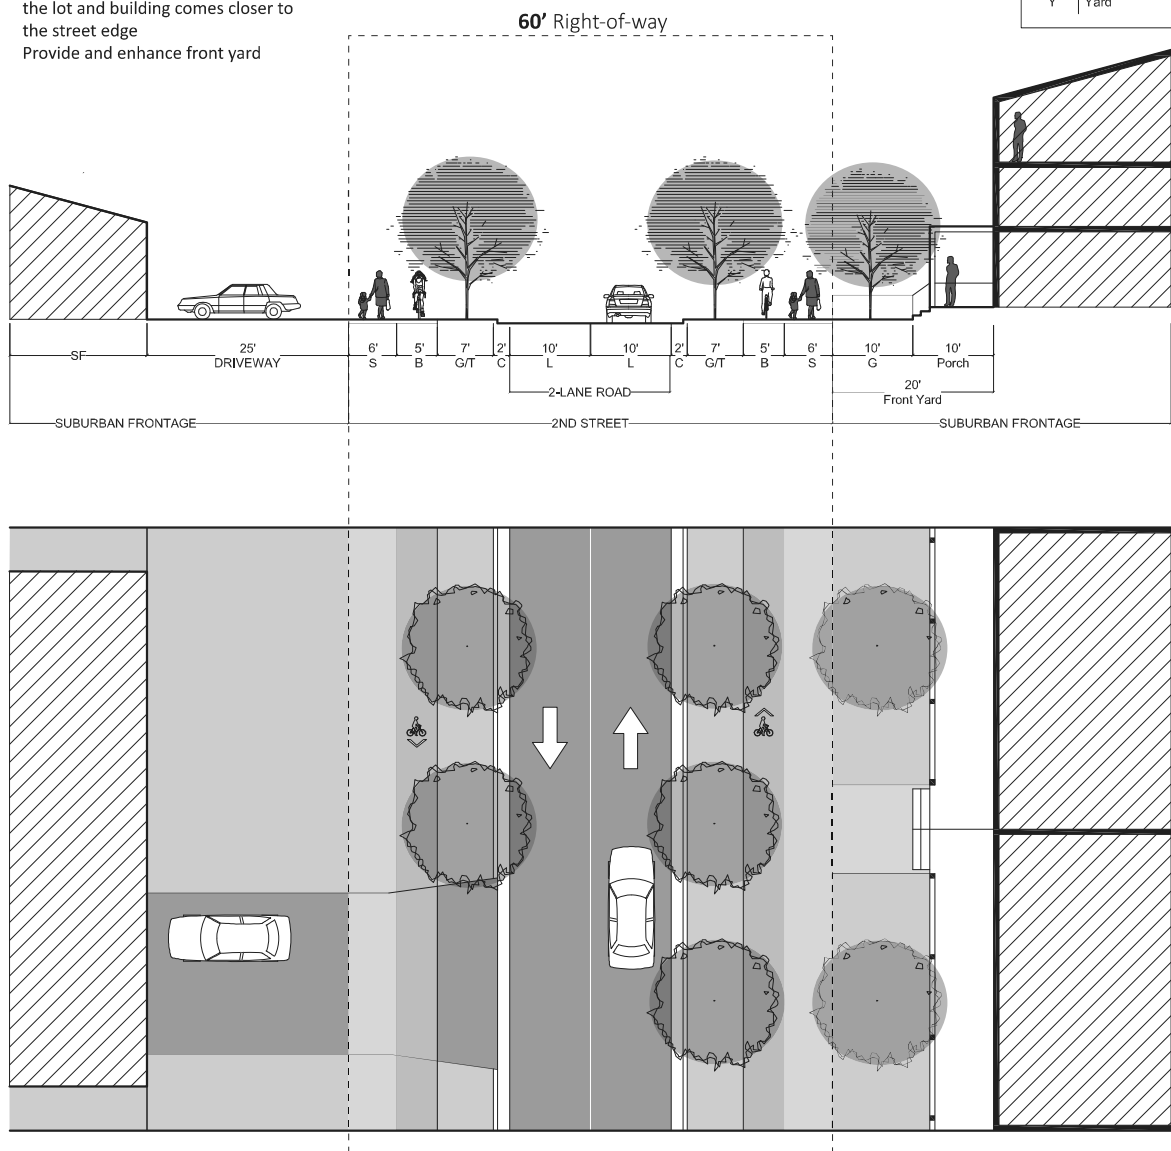 the lot and building comes closer to
the street edge
Provide and enhance front yard
60’ Right-of-way
Y Yard
SF
25' DRIVEWAY
6' S
5' B
7' G/T
2' C
10' L
10' L
2' C
7' G/T
5' B
6' S
10' G
10' Porch
2-LANE ROAD
20'
Front Yard
SUBURBAN FRONTAGE
2ND STREET
SUBURBAN FRONTAGE